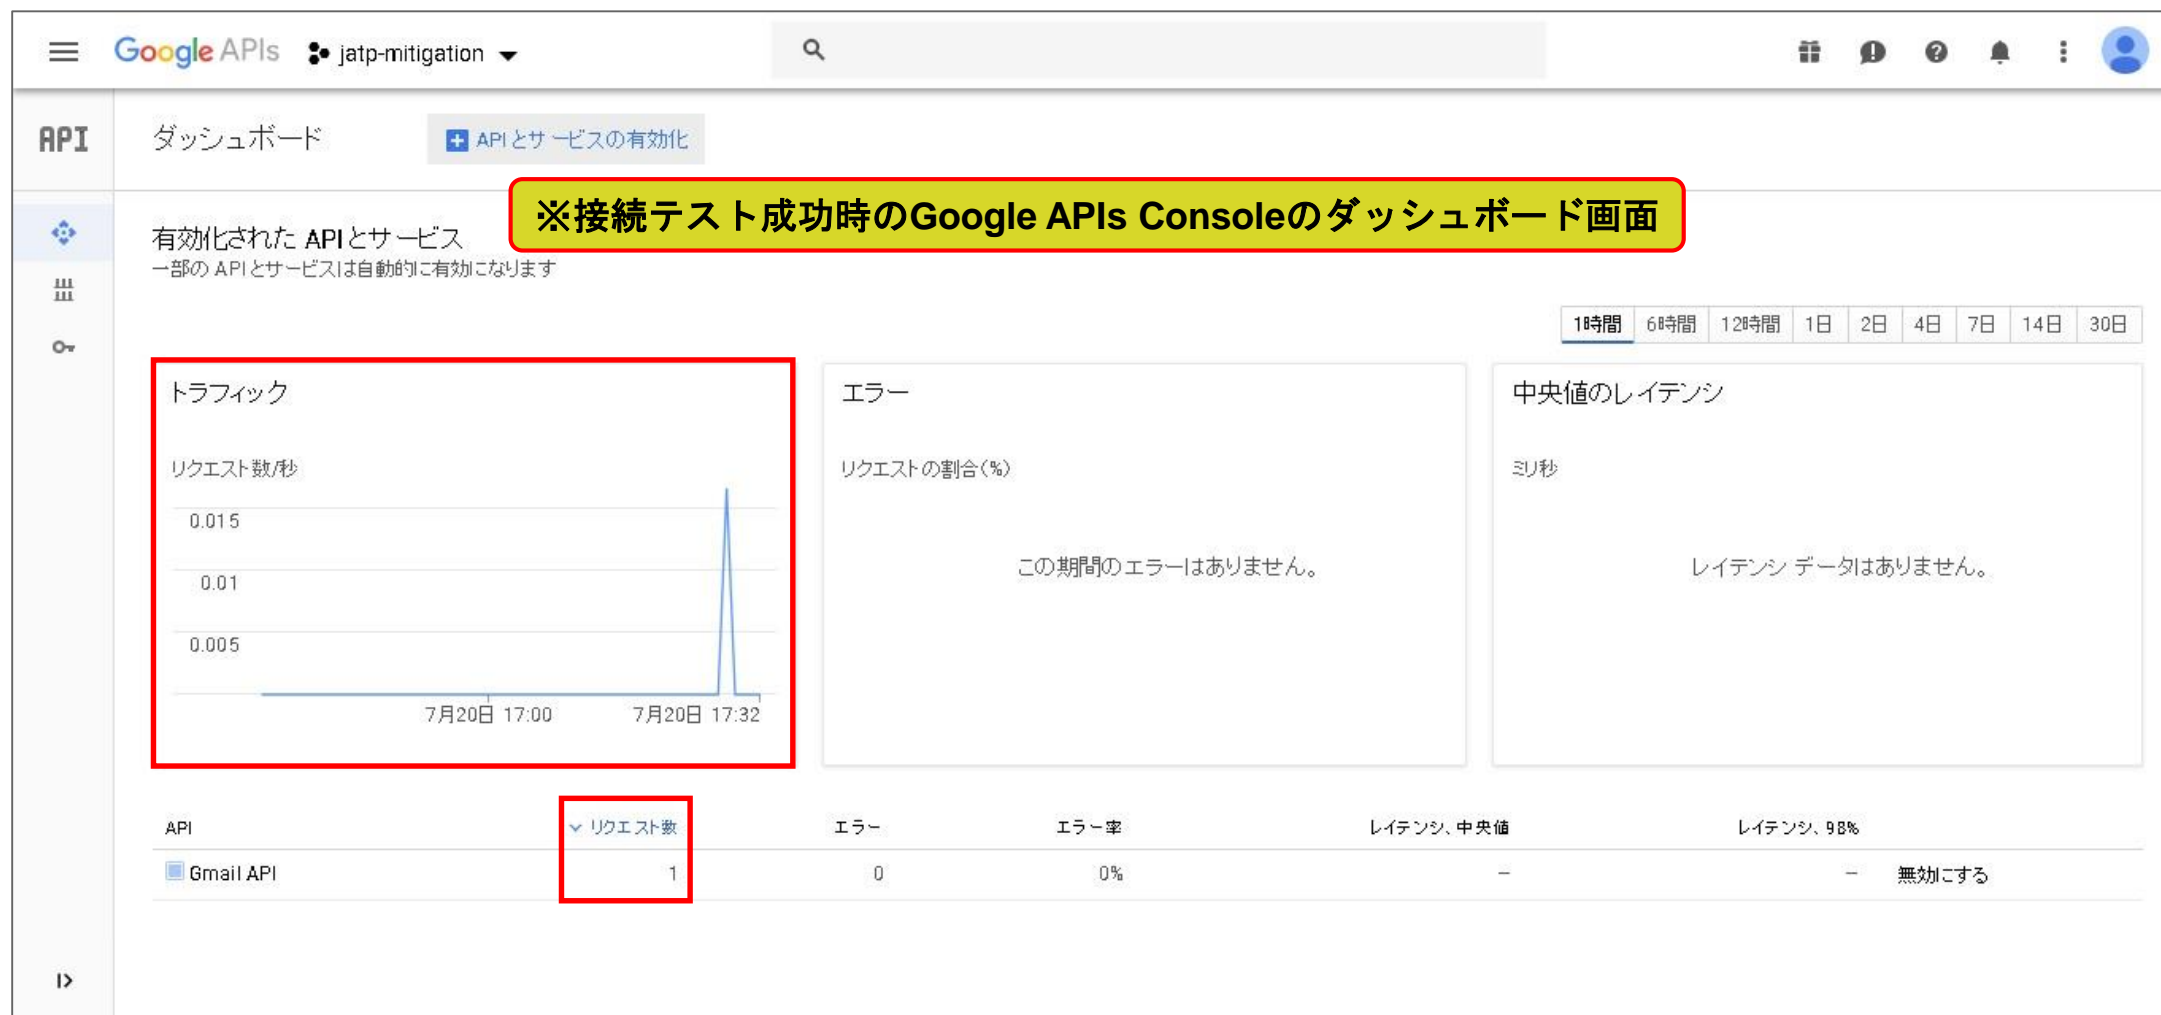 Google APIs jatp-mitigation
API ダッシュボード APIとサービスの有効化
※接続テスト成功時のGoogle APIs Consoleのダッシュボード画面
有効化された APIとサービス
一部の APIとサービスは自動的に有効になります
1時間 6時間 12時間 1日 2日 4日 7日 14日 30日
トラフィック
リクエスト数/秒
0.015
0.01
0.005
7月20日 17:00 7月20日 17:32
エラー
リクエストの割合(%)
この期間のエラーはありません。
中央値のレイテンシ
ミリ秒
レイテンシ データはありません。
API リクエスト数 エラー エラー率 レイテンシ、中央値 レイテンシ、98%
Gmail API 1 0 0% – – 無効にする